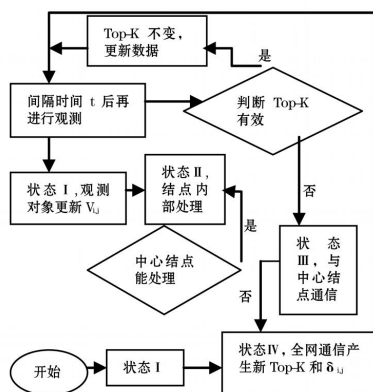 Top-K 不变，
更新数据
是
间隔时间 t 后再
进行观测
判断 Top-K
有效
状态 I ,观测
对象更新 Vi,j
状态 II，
结点内
部处理
否
是
状态
III，与
中心结
点通信
中心结点
能处理
否
开始
状态 I
状态IV, 全网通信产
生新 Top-K 和 δi,j